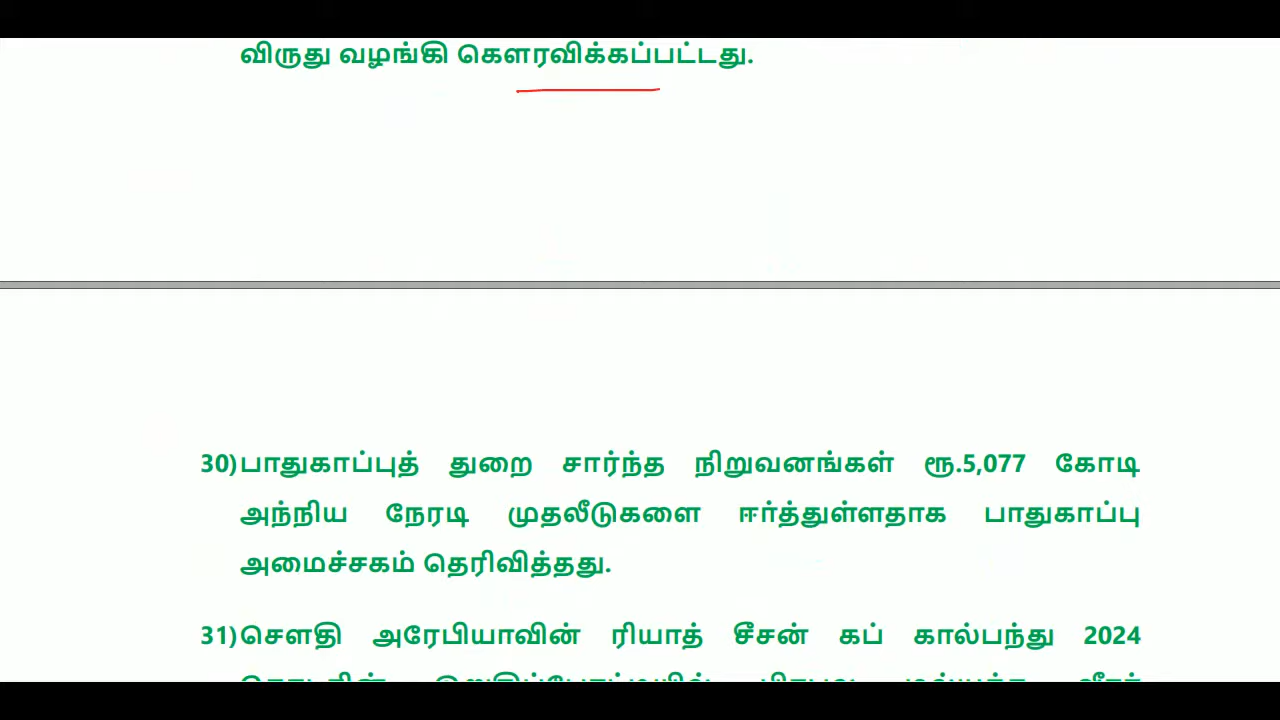 விருது வழங்கி கௌரவிக்கப்பட்டது.
30)பாதுகாப்புத் துறை சார்ந்த நிறுவனங்கள் ரூ.5,077 கோடி
அந்நிய நேரடி முதலீடுகளை ஈர்த்துள்ளதாக பாதுகாப்பு
அமைச்சகம் தெரிவித்தது.
31)சௌதி அரேபியாவின் ரியாத் சீசன் கப் கால்பந்து 2024